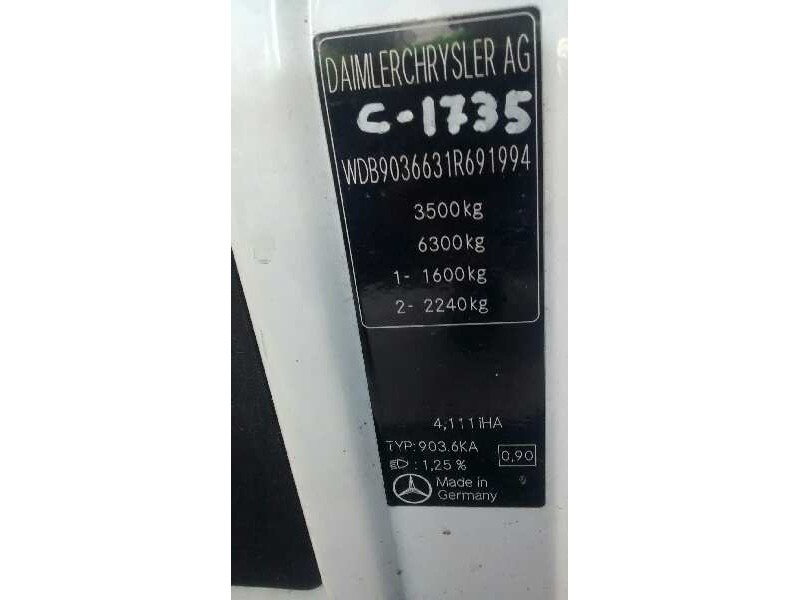 DAIMLERCHRYSLER AG
C-1735
WDB9036631R691994
3500kg
6300kg
1- 1600kg
2- 2240kg
4,111iHA
TYP: 903.6KA
: 1,25 % 0,90
Made in
Germany